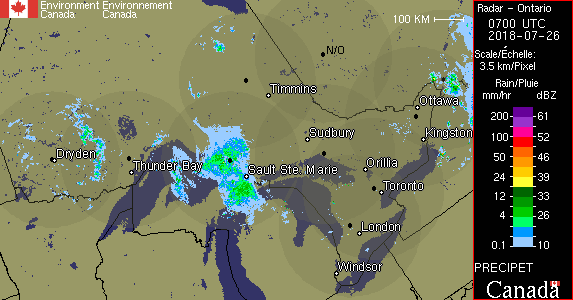 Environment Environnement
Canada Canada
100 KM
N/O
Timmins
Ottawa
Sudbury
Kingston
Dryden
Thunder Bay
Sault Ste. Marie
Orillia
Toronto
London
Windsor
Radar - Ontario
0700 UTC
2018-07-26
Scale/Échelle:
3.5 km/Pixel
Rain/Pluie
mm/hr dBZ
200 61
100 52
50 46
24 39
12 33
4 26
0.1 10
PRECIPET
Canada